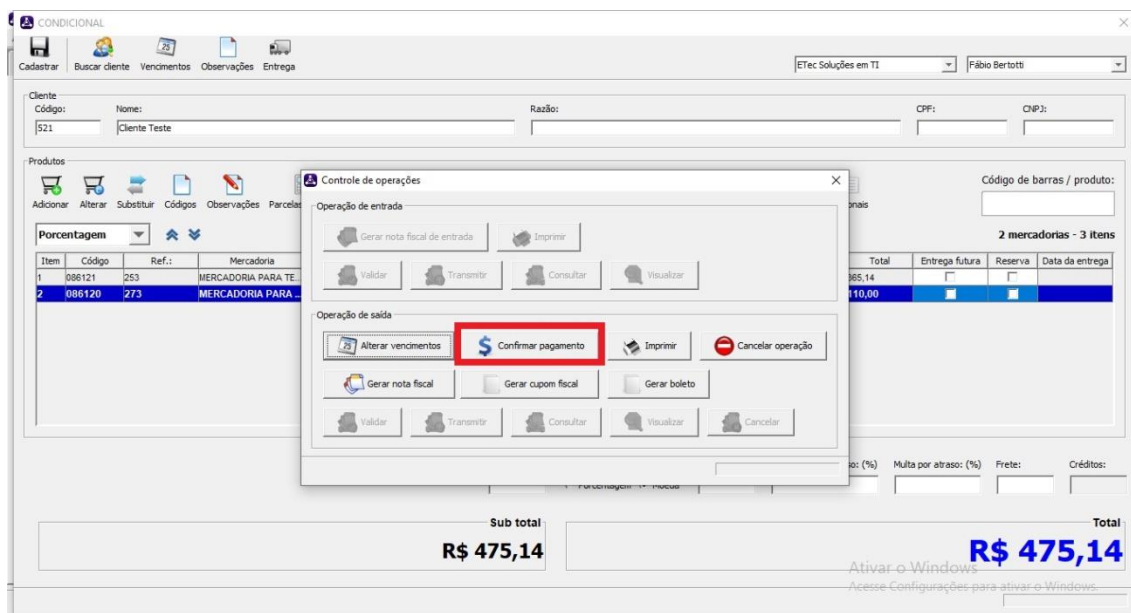 CONDICIONAL
Cadastrar Buscar cliente Vencimentos Observações Entrega
ETec Soluções em TI Fábio Bertotti
Cliente
Código: Nome: Razão: CPF: CNPJ:
521 Cliente Teste
Produtos
Adicionar Alterar Substituir Códigos Observações Parcelas
Código de barras / produto:
Porcentagem
2 mercadorias - 3 itens
Item Código Ref.: Mercadoria Total Entrega futura Reserva Data da entrega
1 086121 253 MERCADORIA PARA TE...
2 086120 273 MERCADORIA PARA ... 110,00
Controle de operações
Operação de entrada
Gerar nota fiscal de entrada Imprimir
Validar Transmitir Consultar Visualizar
Operação de saída
Alterar vencimentos Confirmar pagamento Imprimir Cancelar operação
Gerar nota fiscal Gerar cupom fiscal Gerar boleto
Validar Transmitir Consultar Visualizar Cancelar
(%) Multa por atraso: (%) Frete: Créditos:
Porcentagem Moeda
Sub total
R$ 475,14
Total
R$ 475,14
Ativar o Windows
Acesse Configurações para ativar o Windows.